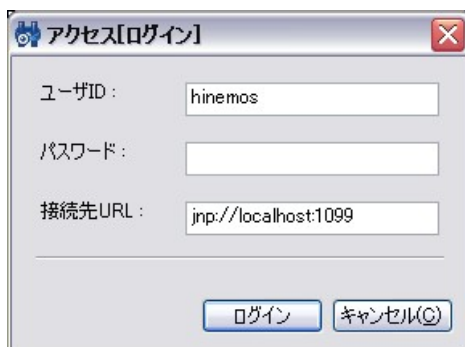 アクセス[ログイン]
ユーザID :
hinemos
パスワード :
接続先URL :
jnp://localhost:1099
ログイン
キャンセル(C)